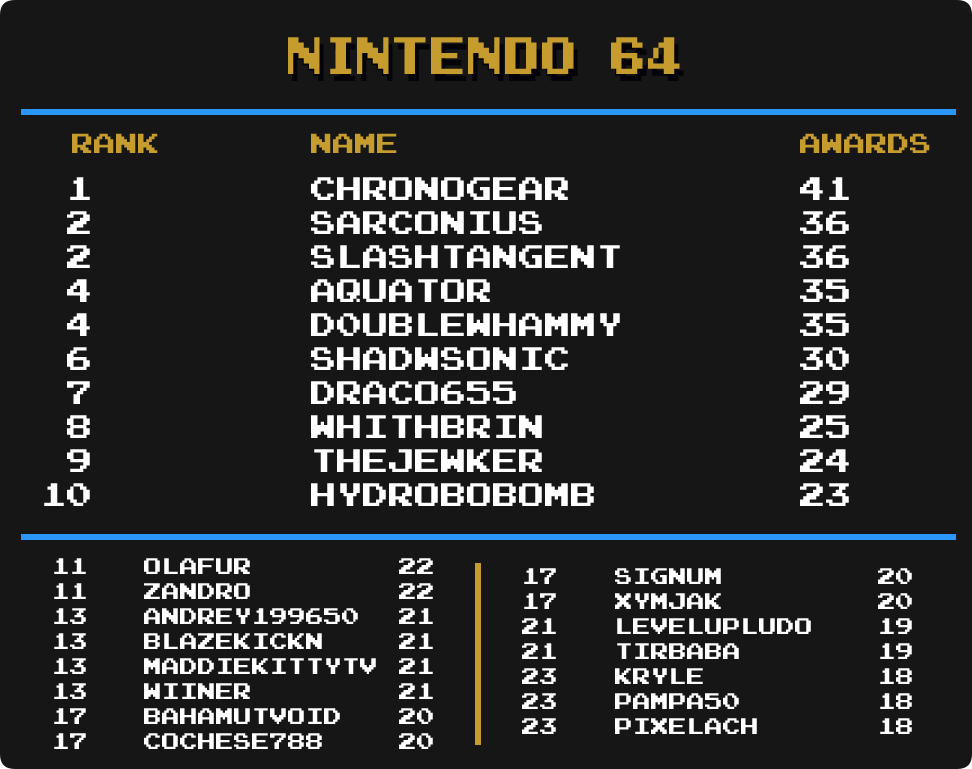 NINTENDO 64
RANK NAME AWARDS
1 CHRONOGEAR 41
2 SARCONIUS 36
2 SLASHTANGENT 36
4 AQUATOR 35
4 DOUBLEWHAMMY 35
6 SHADWSONIC 30
7 DRACO655 29
8 WHITHBRIN 25
9 THEJEWKER 24
10 HYDROBOBOMB 23
11 OLAFUR 22
11 ZANDRO 22
13 ANDREY199650 21
13 BLAZEKICKN 21
13 MADDIEKITTYTV 21
13 WIINER 21
17 BAHAMUTVOID 20
17 COCHESE788 20
17 SIGNUM 20
17 XYMJAK 20
21 LEVELUPLUDO 19
21 TIRBABA 19
23 KRYLE 18
23 PAMPA50 18
23 PIXELACH 18